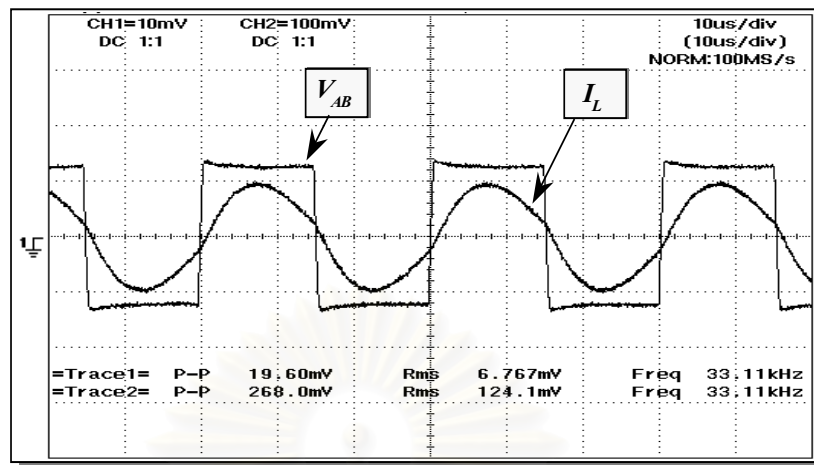 CH1=10mV CH2=100mV 10us/div
DC 1:1 DC 1:1 (10us/div)
NORM:100MS/s
V_AB I_L
1
=Trace1= P-P 19.60mV Rms 6.767mV Freq 33.11kHz
=Trace2= P-P 268.0mV Rms 124.1mV Freq 33.11kHz